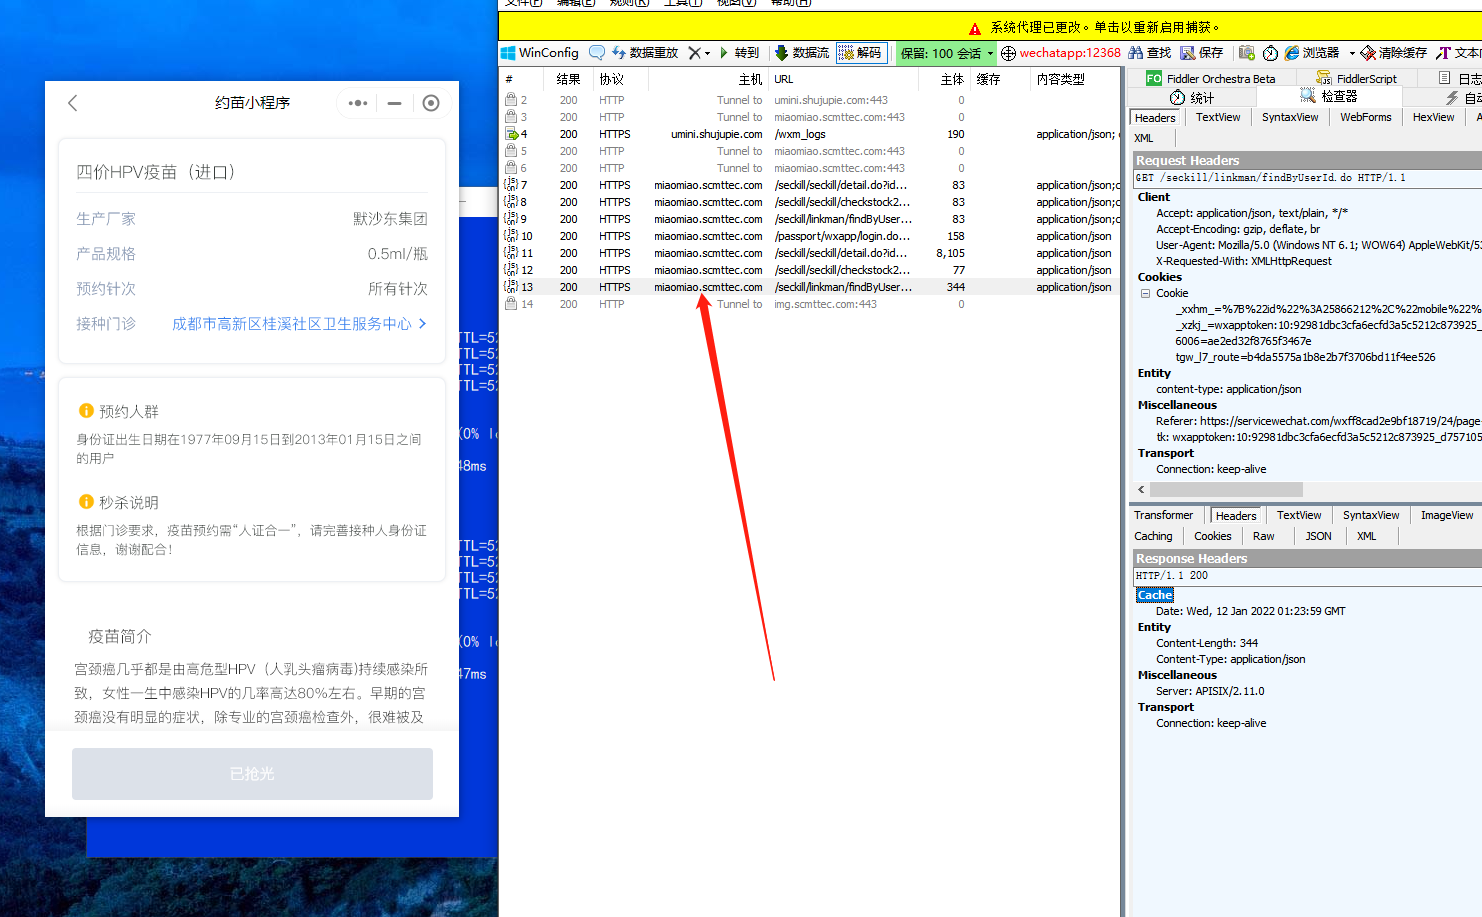 约苗小程序
四价HPV疫苗（进口）
生产厂家 默沙东集团
产品规格 0.5ml/瓶
预约针次 所有针次
接种门诊 成都市高新区桂溪社区卫生服务中心
预约人群
身份证出生日期在1977年09月15日到2013年01月15日之间
的用户
秒杀说明
根据门诊要求，疫苗预约需“人证合一”，请完善接种人身份证
信息，谢谢配合！
疫苗简介
宫颈癌几乎都是由高危型HPV（人乳头瘤病毒)持续感染所
致，女性一生中感染HPV的几率高达80%左右。早期的宫
颈癌没有明显的症状，除专业的宫颈癌检查外，很难被及
已抢光
TTL=52
TTL=52
TTL=52
TTL=52
(0%
48ms
TTL=52
TTL=52
TTL=52
TTL=52
(0%
47ms
文件(F) 编辑(E) 规则(R) 工具(T) 视图(V) 帮助(H)
系统代理已更改。单击以重新启用捕获。
WinConfig 数据重放 转到 数据流 解码 保留: 100 会话 wechatapp:12368 查找 保存 浏览器 清除缓存 文本
# 结果 协议 主机 URL 主体 缓存 内容类型
2 200 HTTP Tunnel to umini.shujupie.com:443 0
3 200 HTTP Tunnel to miaomiao.scmttec.com:443 0
4 200 HTTPS umini.shujupie.com /wxm_logs 190 application/json;
5 200 HTTP Tunnel to miaomiao.scmttec.com:443 0
6 200 HTTP Tunnel to miaomiao.scmttec.com:443 0
7 200 HTTPS miaomiao.scmttec.com /seckill/seckill/detail.do?id... 83 application/json;c
8 200 HTTPS miaomiao.scmttec.com /seckill/seckill/checkstock2... 83 application/json;c
9 200 HTTPS miaomiao.scmttec.com /seckill/linkman/findByUser... 83 application/json;c
10 200 HTTPS miaomiao.scmttec.com /passport/wxapp/login.do... 158 application/json
11 200 HTTPS miaomiao.scmttec.com /seckill/seckill/detail.do?id... 8,105 application/json
12 200 HTTPS miaomiao.scmttec.com /seckill/seckill/checkstock2... 77 application/json
13 200 HTTPS miaomiao.scmttec.com /seckill/linkman/findByUser... 344 application/json
14 200 HTTP Tunnel to img.scmttec.com:443 0
FO Fiddler Orchestra Beta FiddlerScript 日志
统计 检查器 自动
Headers TextView SyntaxView WebForms HexView A
XML
Request Headers
GET /seckill/linkman/findByUserId.do HTTP/1.1
Client
Accept: application/json, text/plain, */*
Accept-Encoding: gzip, deflate, br
User-Agent: Mozilla/5.0 (Windows NT 6.1; WOW64) AppleWebKit/53
X-Requested-With: XMLHttpRequest
Cookies
Cookie
_xxhm_=%7B%22id%22%3A25866212%2C%22mobile%22%
_xzkj_=wxapptoken:10:92981dbc3cfa6ecfd3a5c5212c873925_
6006=ae2ed32f8765f3467e
tgw_l7_route=b4da5575a1b8e2b7f3706bd11f4ee526
Entity
content-type: application/json
Miscellaneous
Referer: https://servicewechat.com/wxff8cad2e9bf18719/24/page-
tk: wxapptoken:10:92981dbc3cfa6ecfd3a5c5212c873925_d757105
Transport
Connection: keep-alive
Transformer Headers TextView SyntaxView ImageView
Caching Cookies Raw JSON XML
Response Headers
HTTP/1.1 200
Cache
Date: Wed, 12 Jan 2022 01:23:59 GMT
Entity
Content-Length: 344
Content-Type: application/json
Miscellaneous
Server: APISIX/2.11.0
Transport
Connection: keep-alive